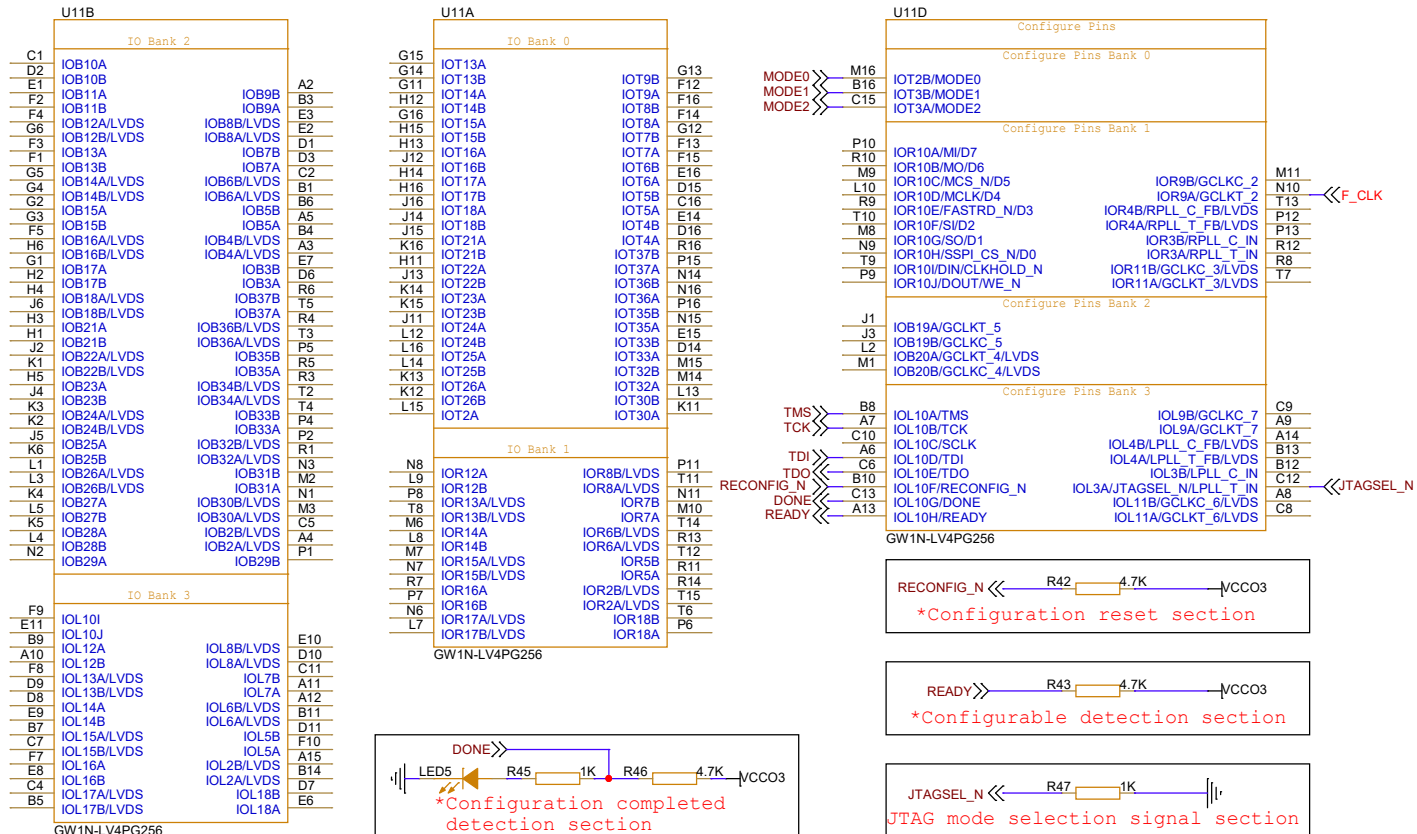 U11B
IO Bank 2
C1 IOB10A
D2 IOB10B
E1 IOB11A IOB9B A2
F2 IOB11B IOB9A B3
F4 IOB12A/LVDS IOB8B/LVDS E3
G6 IOB12B/LVDS IOB8A/LVDS E2
F3 IOB13A IOB7B D1
F1 IOB13B IOB7A D3
G5 IOB14A/LVDS IOB6B/LVDS C2
G4 IOB14B/LVDS IOB6A/LVDS B1
G2 IOB15A IOB5B B6
G3 IOB15B IOB5A A5
F5 IOB16A/LVDS IOB4B/LVDS B4
H6 IOB16B/LVDS IOB4A/LVDS A3
G1 IOB17A IOB3B E7
H2 IOB17B IOB3A D6
H4 IOB18A/LVDS IOB37B R6
J6 IOB18B/LVDS IOB37A T5
H3 IOB21A IOB36B/LVDS R4
H1 IOB21B IOB36A/LVDS T3
J2 IOB22A/LVDS IOB35B P5
K1 IOB22B/LVDS IOB35A R5
H5 IOB23A IOB34B/LVDS R3
J4 IOB23B IOB34A/LVDS T2
K3 IOB24A/LVDS IOB33B T4
K2 IOB24B/LVDS IOB33A P4
J5 IOB25A IOB32B/LVDS P2
K6 IOB25B IOB32A/LVDS R1
L1 IOB26A/LVDS IOB31B N3
L3 IOB26B/LVDS IOB31A M2
K4 IOB27A IOB30B/LVDS N1
L5 IOB27B IOB30A/LVDS M3
K5 IOB28A IOB2B/LVDS C5
L4 IOB28B IOB2A/LVDS A4
N2 IOB29A IOB29B P1
IO Bank 3
F9 IOL10I
E11 IOL10J
B9 IOL12A IOL8B/LVDS E10
A10 IOL12B IOL8A/LVDS D10
F8 IOL13A/LVDS IOL7B C11
D9 IOL13B/LVDS IOL7A A11
D8 IOL14A IOL6B/LVDS A12
E9 IOL14B IOL6A/LVDS B11
B7 IOL15A/LVDS IOL5B D11
C7 IOL15B/LVDS IOL5A F10
F7 IOL16A IOL2B/LVDS A15
E8 IOL16B IOL2A/LVDS B14
C4 IOL17A/LVDS IOL18B D7
B5 IOL17B/LVDS IOL18A E6
GW1N-LV4PG256
U11A
IO Bank 0
G15 IOT13A
G14 IOT13B IOT9B G13
G11 IOT14A IOT9A F12
H12 IOT14B IOT8B F16
G16 IOT15A IOT8A F14
H15 IOT15B IOT7B G12
H13 IOT16A IOT7A F13
J12 IOT16B IOT6B F15
H14 IOT17A IOT6A E16
H16 IOT17B IOT5B D15
J16 IOT18A IOT5A C16
J14 IOT18B IOT4B E14
J15 IOT21A IOT4A D16
K16 IOT21B IOT37B R16
H11 IOT22A IOT37A P15
J13 IOT22B IOT36B N14
K14 IOT23A IOT36A N16
K15 IOT23B IOT35B P16
J11 IOT24A IOT35A N15
L12 IOT24B IOT33B E15
L16 IOT25A IOT33A D14
L14 IOT25B IOT32B M15
K13 IOT26A IOT32A M14
K12 IOT26B IOT30B L13
L15 IOT2A IOT30A K11
IO Bank 1
N8 IOR12A IOR8B/LVDS P11
L9 IOR12B IOR8A/LVDS T11
P8 IOR13A/LVDS IOR7B N11
T8 IOR13B/LVDS IOR7A M10
M6 IOR14A IOR6B/LVDS T14
L8 IOR14B IOR6A/LVDS R13
M7 IOR15A/LVDS IOR5B T12
N7 IOR15B/LVDS IOR5A R11
R7 IOR16A IOR2B/LVDS R14
P7 IOR16B IOR2A/LVDS T15
N6 IOR17A/LVDS IOR18B T6
L7 IOR17B/LVDS IOR18A P6
GW1N-LV4PG256
U11D
Configure Pins
Configure Pins Bank 0
MODE0 M16 IOT2B/MODE0
MODE1 B16 IOT3B/MODE1
MODE2 C15 IOT3A/MODE2
Configure Pins Bank 1
P10 IOR10A/MI/D7
R10 IOR10B/MO/D6
M9 IOR10C/MCS_N/D5 IOR9B/GCLKC_2 M11
L10 IOR10D/MCLK/D4 IOR9A/GCLKT_2 N10 F_CLK
R9 IOR10E/FASTRD_N/D3 IOR4B/RPLL_C_FB/LVDS T13
T10 IOR10F/SI/D2 IOR4A/RPLL_T_FB/LVDS P12
M8 IOR10G/SO/D1 IOR3B/RPLL_C_IN P13
N9 IOR10H/SSPI_CS_N/D0 IOR3A/RPLL_T_IN R12
T9 IOR10I/DIN/CLKHOLD_N IOR11B/GCLKC_3/LVDS R8
P9 IOR10J/DOUT/WE_N IOR11A/GCLKT_3/LVDS T7
Configure Pins Bank 2
J1 IOB19A/GCLKT_5
J3 IOB19B/GCLKC_5
L2 IOB20A/GCLKT_4/LVDS
M1 IOB20B/GCLKC_4/LVDS
Configure Pins Bank 3
TMS B8 IOL10A/TMS IOL9B/GCLKC_7 C9
TCK A7 IOL10B/TCK IOL9A/GCLKT_7 A9
C10 IOL10C/SCLK IOL4B/LPLL_C_FB/LVDS A14
TDI A6 IOL10D/TDI IOL4A/LPLL_T_FB/LVDS B13
TDO C6 IOL10E/TDO IOL3B/LPLL_C_IN B12
RECONFIG_N B10 IOL10F/RECONFIG_N IOL3A/JTAGSEL_N/LPLL_T_IN C12 JTAGSEL_N
DONE C13 IOL10G/DONE IOL11B/GCLKC_6/LVDS A8
READY A13 IOL10H/READY IOL11A/GCLKT_6/LVDS C8
GW1N-LV4PG256
RECONFIG_N R42 4.7K VCCO3
*Configuration reset section
READY R43 4.7K VCCO3
*Configurable detection section
DONE
LED5 R45 1K R46 4.7K VCCO3
*Configuration completed
detection section
JTAGSEL_N R47 1K
JTAG mode selection signal section